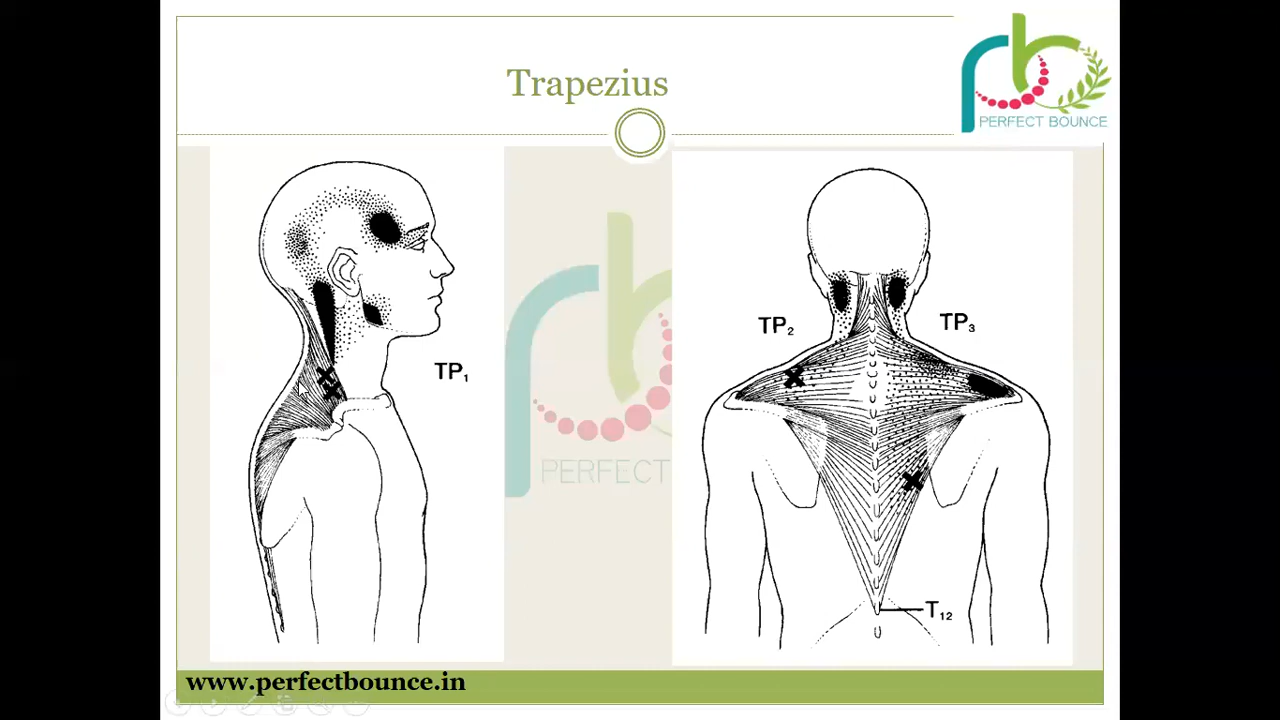 Trapezius
PERFECT BOUNCE
TP1
TP2
TP3
PERFECT
T12
www.perfectbounce.in